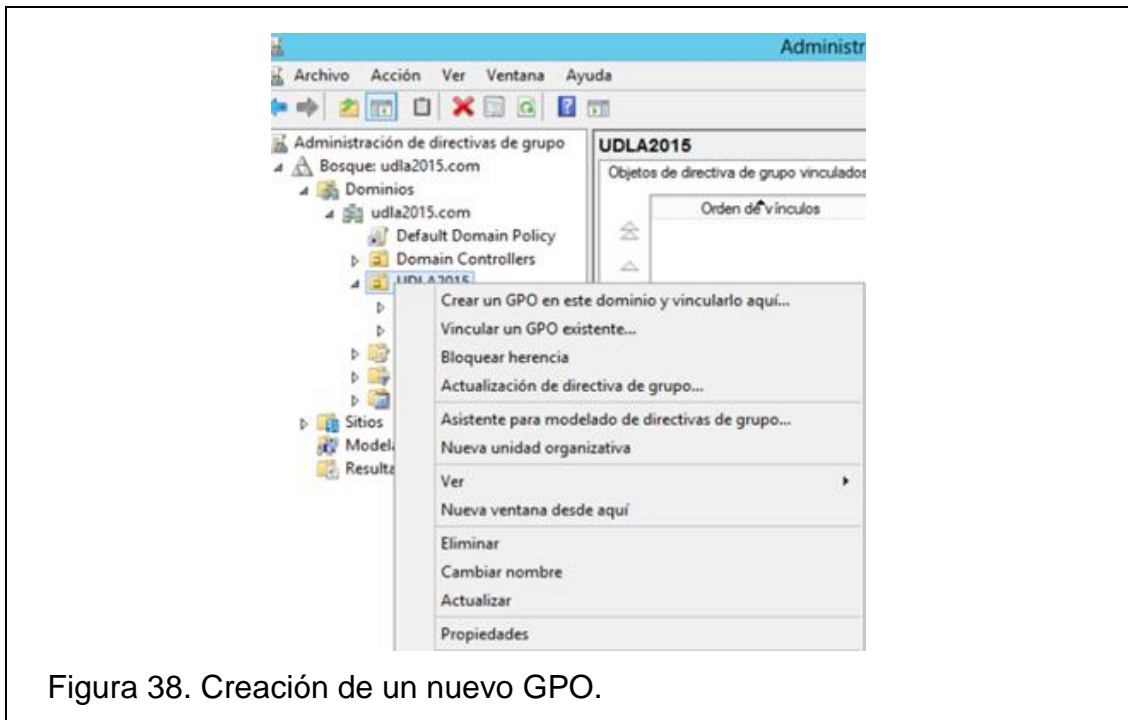 Administr
Archivo Acción Ver Ventana Ayuda
Administración de directivas de grupo
Bosque: udla2015.com
Dominios
udla2015.com
Default Domain Policy
Domain Controllers
UDLA2015
Sitios
Model
Resulta
UDLA2015
Objetos de directiva de grupo vinculados
Orden de vínculos
Crear un GPO en este dominio y vincularlo aquí...
Vincular un GPO existente...
Bloquear herencia
Actualización de directiva de grupo...
Asistente para modelado de directivas de grupo...
Nueva unidad organizativa
Ver
Nueva ventana desde aquí
Eliminar
Cambiar nombre
Actualizar
Propiedades
Figura 38. Creación de un nuevo GPO.